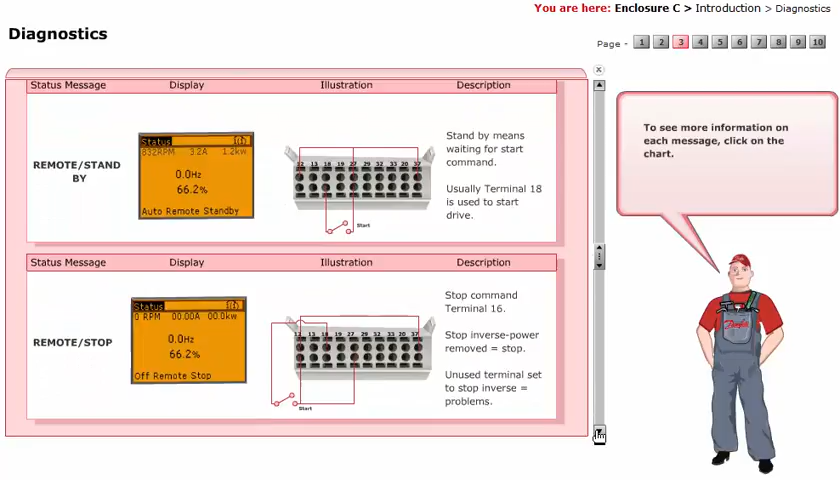 You are here: Enclosure C > Introduction > Diagnostics
Diagnostics
Page - 1 2 3 4 5 6 7 8 9 10
x
Status Message Display Illustration Description
REMOTE/STAND
BY
Status
832RPM 3.2A 1.2kw
0.0Hz
66.2%
Auto Remote Standby
12 13 18 19 27 29 32 33 20 37
Start
Stand by means
waiting for start
command.
Usually Terminal 18
is used to start
drive.
To see more information on
each message, click on the
chart.
Status Message Display Illustration Description
REMOTE/STOP
Status
0 RPM 00.00A 00.0kw
0.0Hz
66.2%
Off Remote Stop
12 13 18 19 27 29 32 33 20 37
Start
Stop command
Terminal 16.
Stop inverse-power
removed = stop.
Unused terminal set
to stop inverse =
problems.
Danfoss